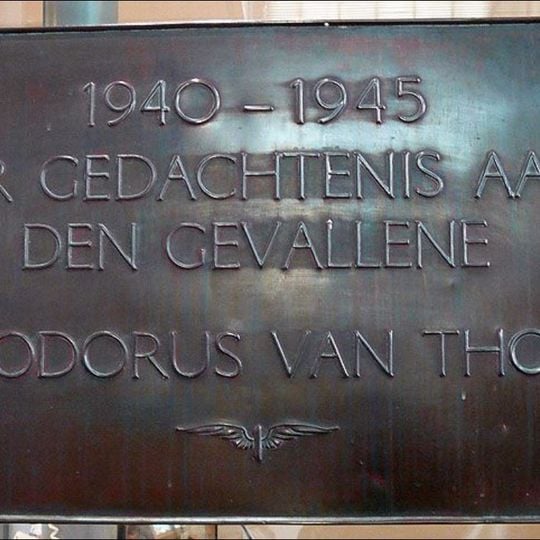 1940 - 1945
R GEDACHTENIS AA
DEN GEVALLENE
ODORUS VAN THO